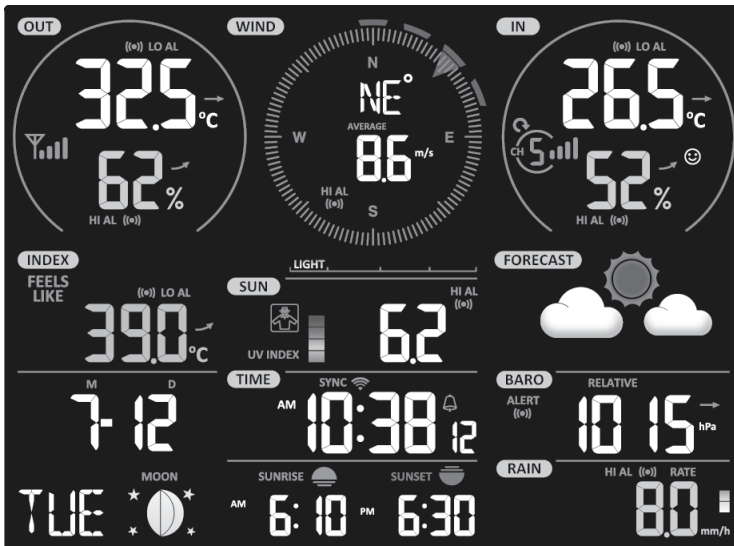 OUT
LO AL
32.5 °C
62 %
HI AL
WIND
N
NE°
W
E
AVERAGE
8.6 m/s
HI AL
S
IN
LO AL
26.5 °C
CH 5
52 %
HI AL
INDEX
FEELS
LIKE
LO AL
39.0 °C
LIGHT
SUN
HI AL
UV INDEX
6.2
FORECAST
M D
7-12
TUE
MOON
TIME
SYNC
AM 10:38 12
SUNRISE SUNSET
AM 6:10 PM 6:30
BARO
RELATIVE
ALERT
1015 hPa
RAIN
HI AL RATE
8.0 mm/h